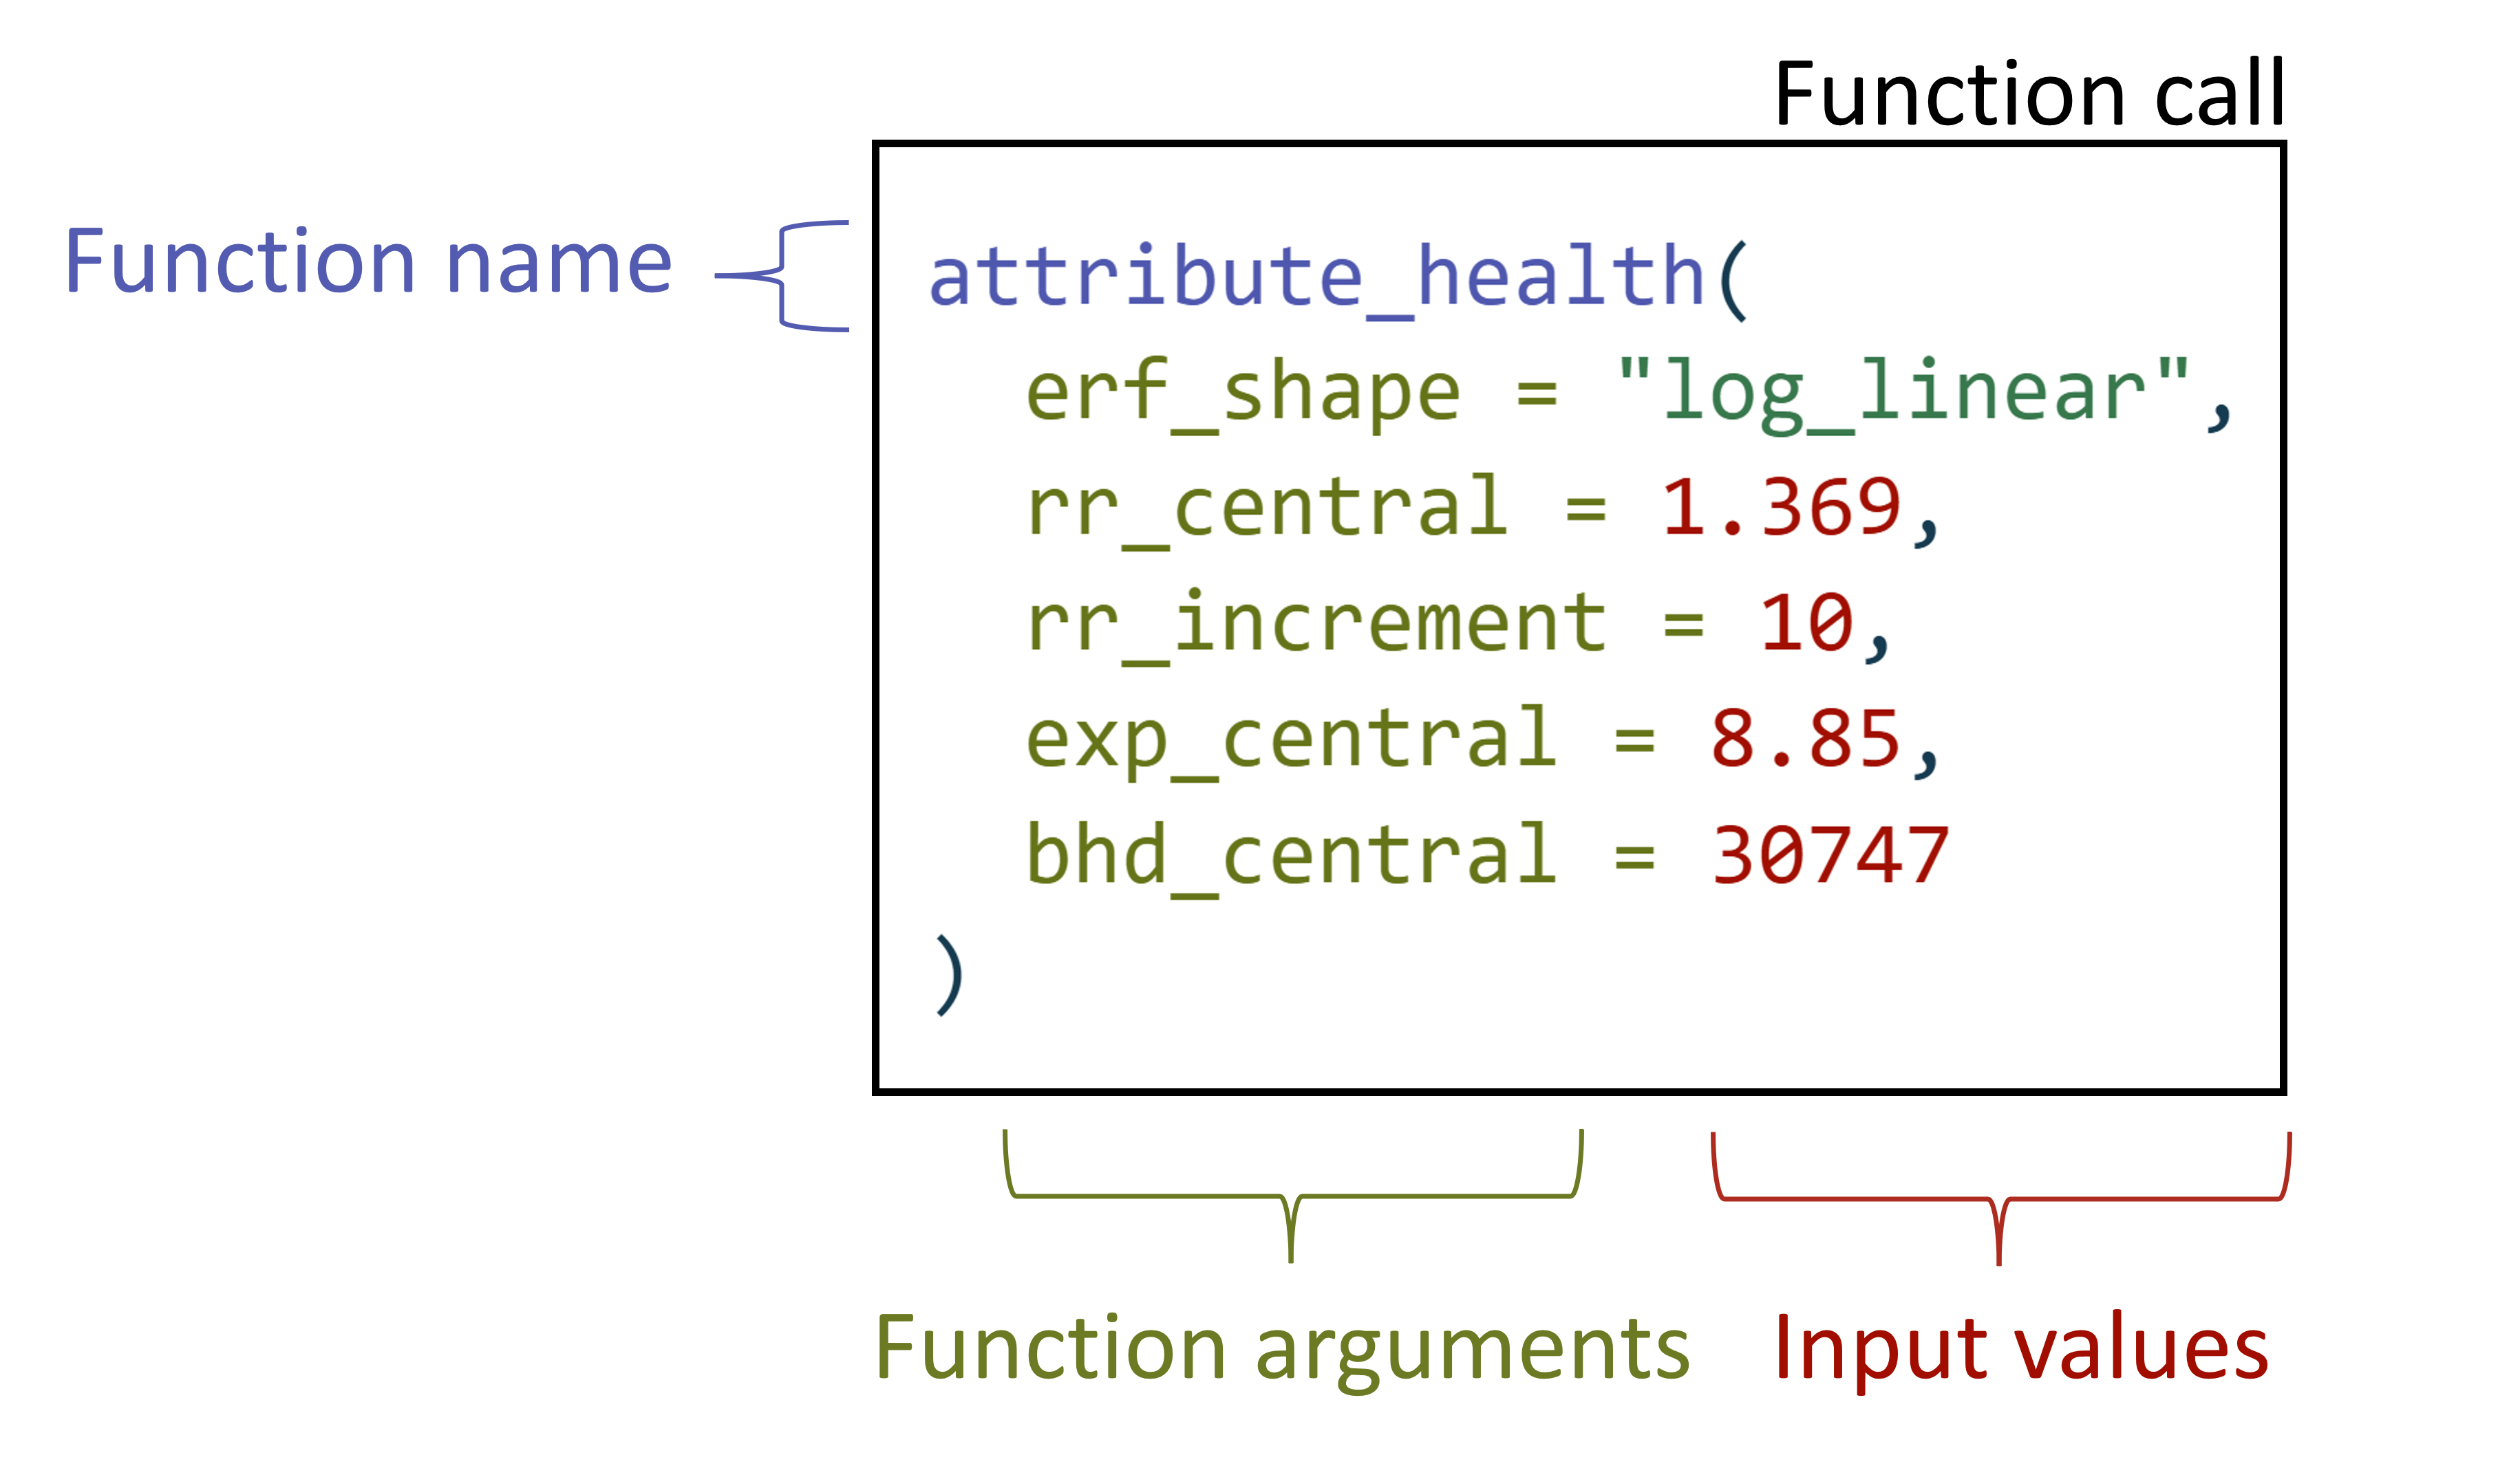 Function call
Function name
attribute_health(
erf_shape = "log_linear",
rr_central = 1.369,
rr_increment = 10,
exp_central = 8.85,
bhd_central = 30747
)
Function arguments
Input values